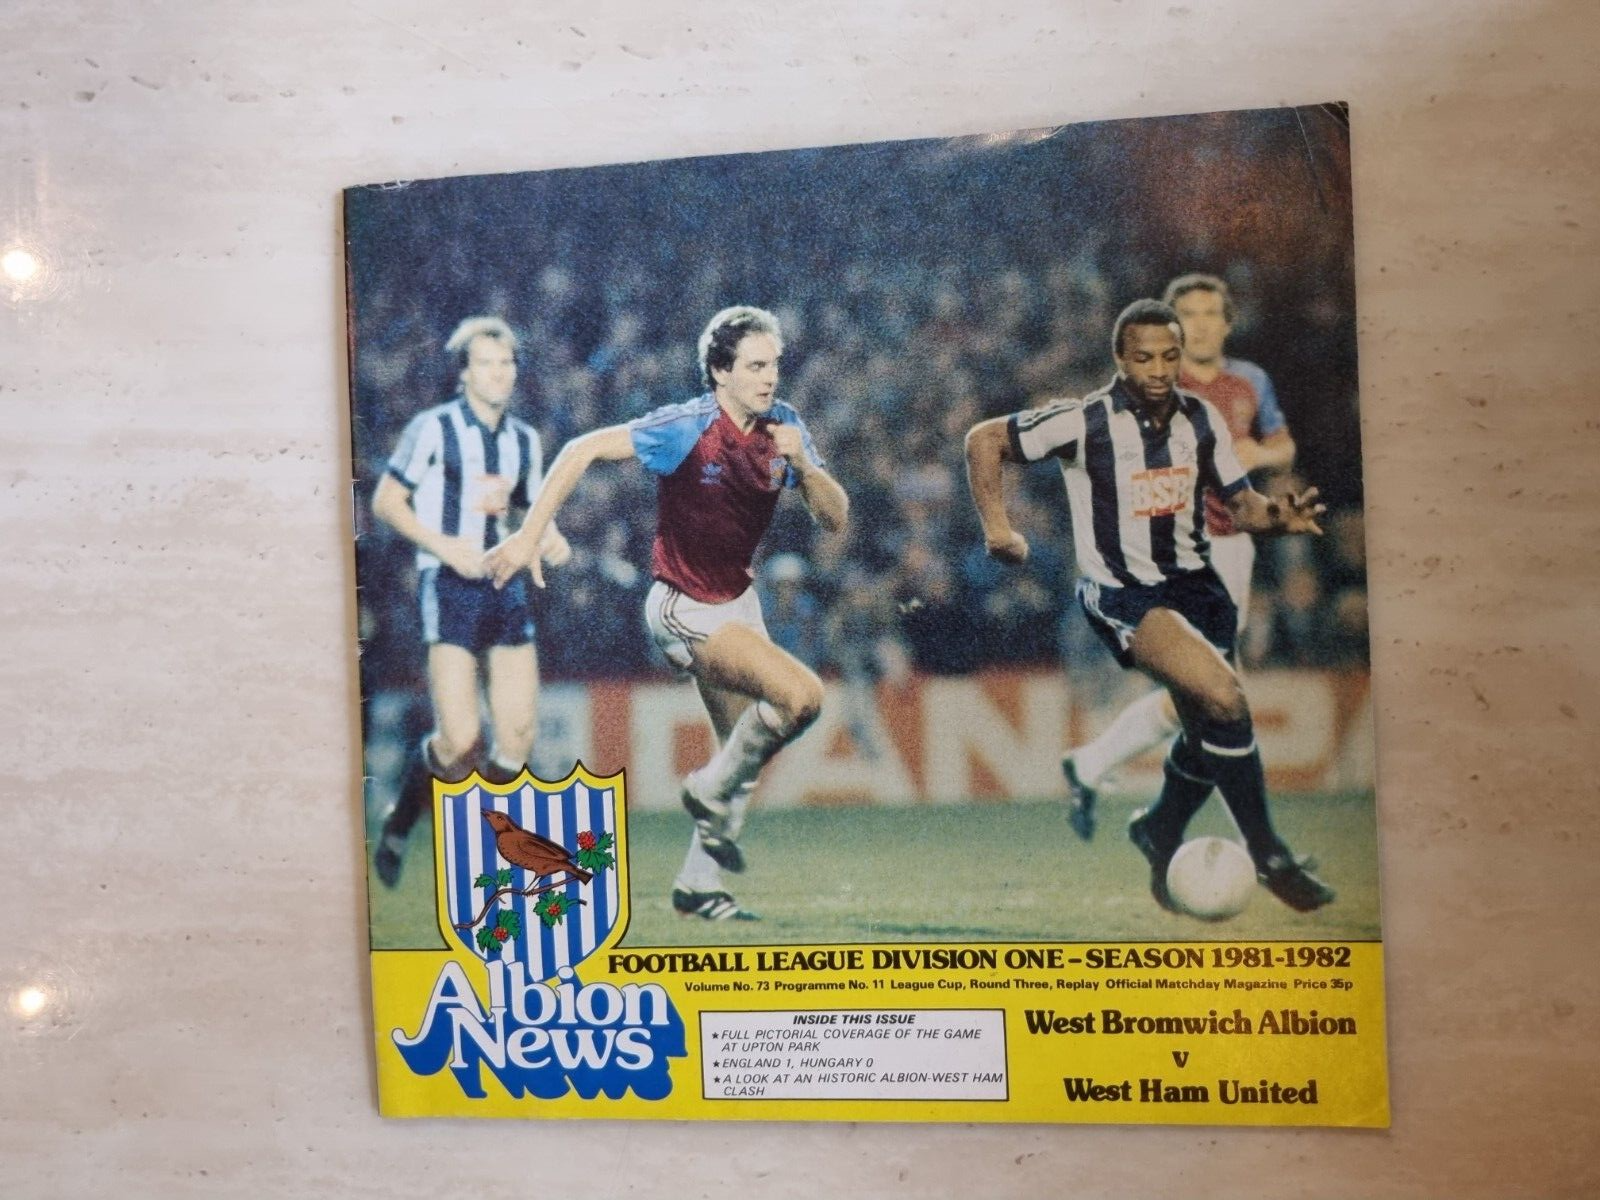 BSR
DAN
FOOTBALL LEAGUE DIVISION ONE – SEASON 1981-1982
Volume No. 73 Programme No. 11 League Cup, Round Three, Replay Official Matchday Magazine Price 35p
Albion
News
INSIDE THIS ISSUE
★ FULL PICTORIAL COVERAGE OF THE GAME
AT UPTON PARK
★ ENGLAND 1, HUNGARY 0
★ A LOOK AT AN HISTORIC ALBION-WEST HAM
CLASH
West Bromwich Albion
v
West Ham United